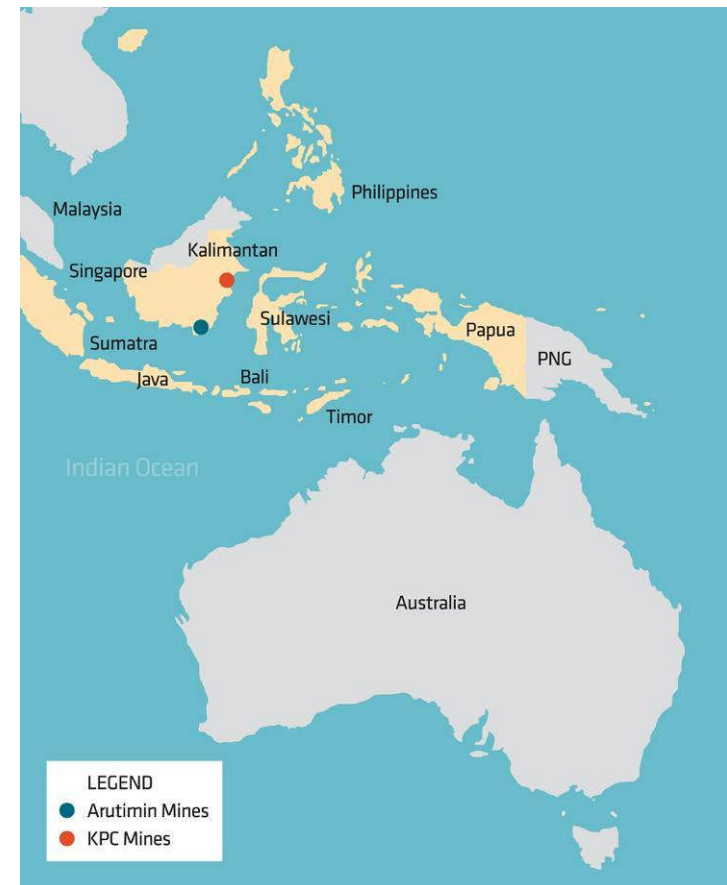 Philippines
Malaysia
Kalimantan
Singapore
Sulawesi
Papua
Sumatra
PNG
Java
Bali
Timor
Indian Ocean
Australia
LEGEND
Arutimin Mines
KPC Mines